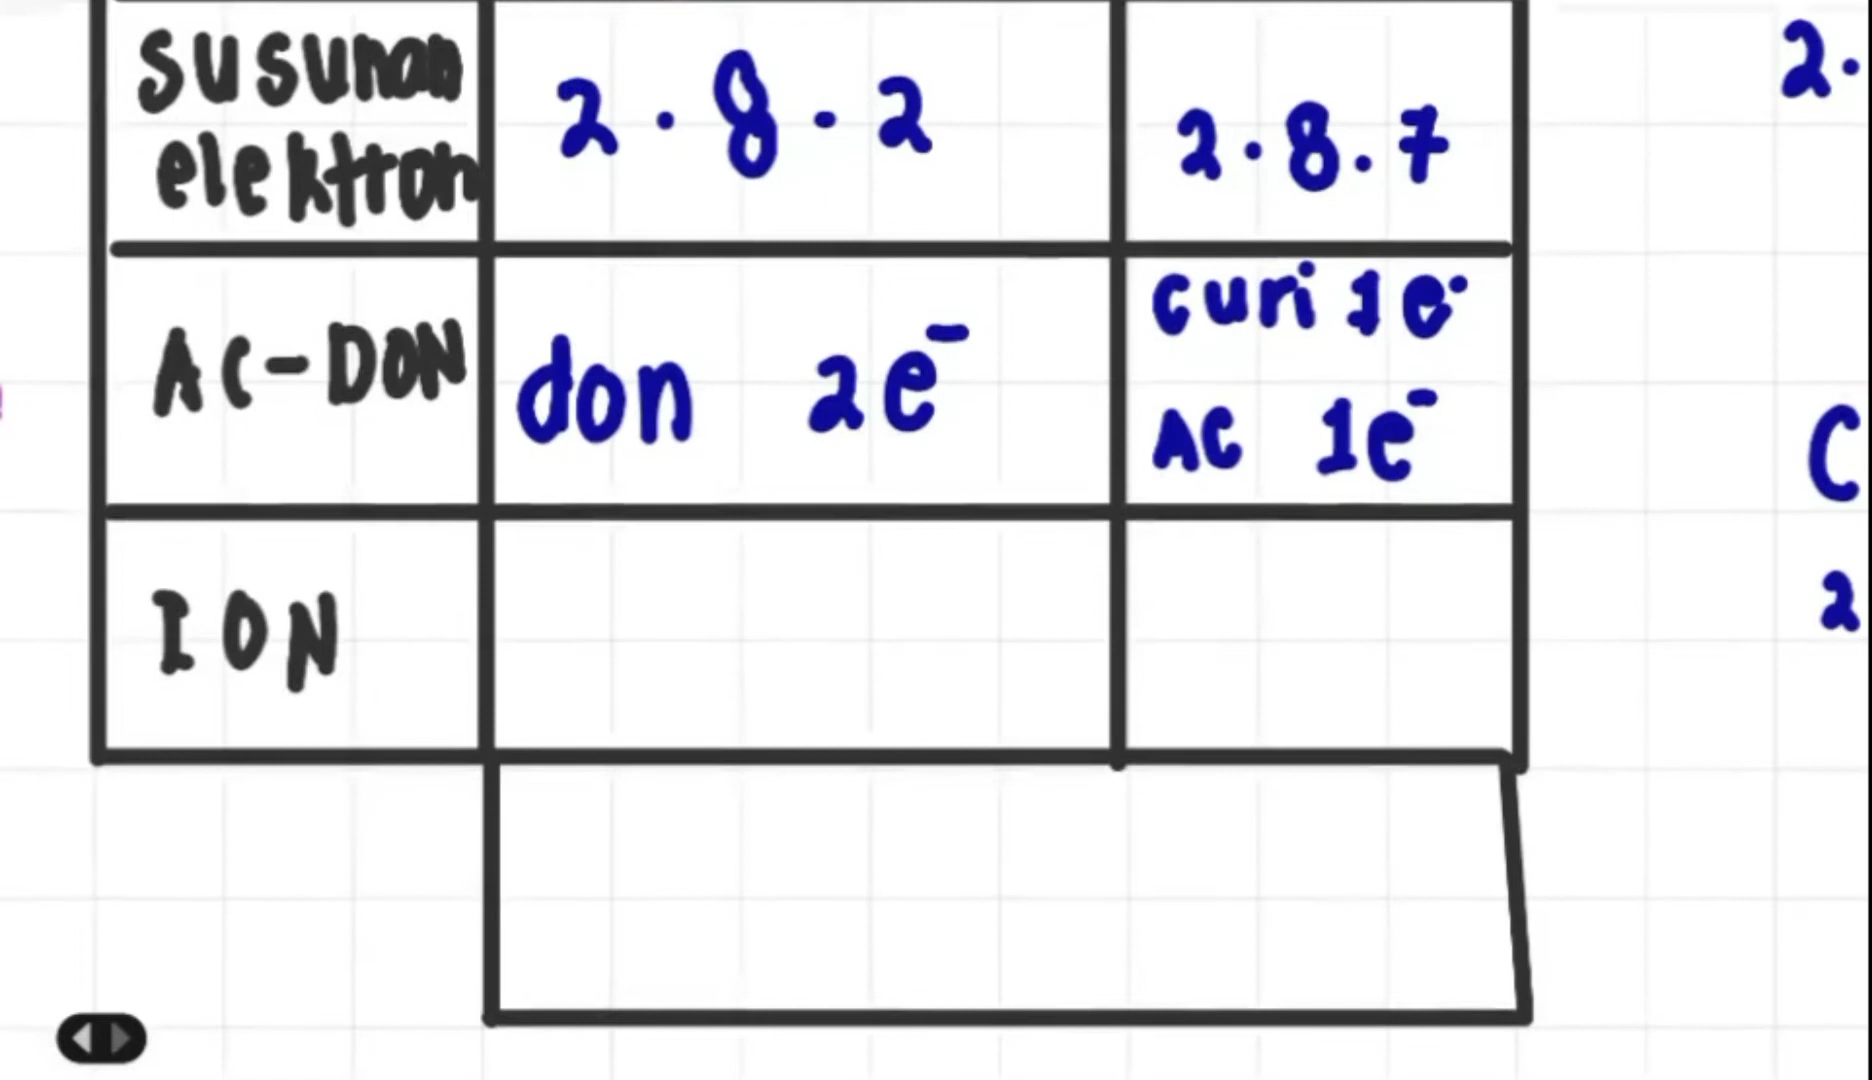 susunan
elektron
2.8.2
2.8.7
2.
AC-DON
don 2e⁻
curi 1e⁻
AC 1e⁻
C
ION
2